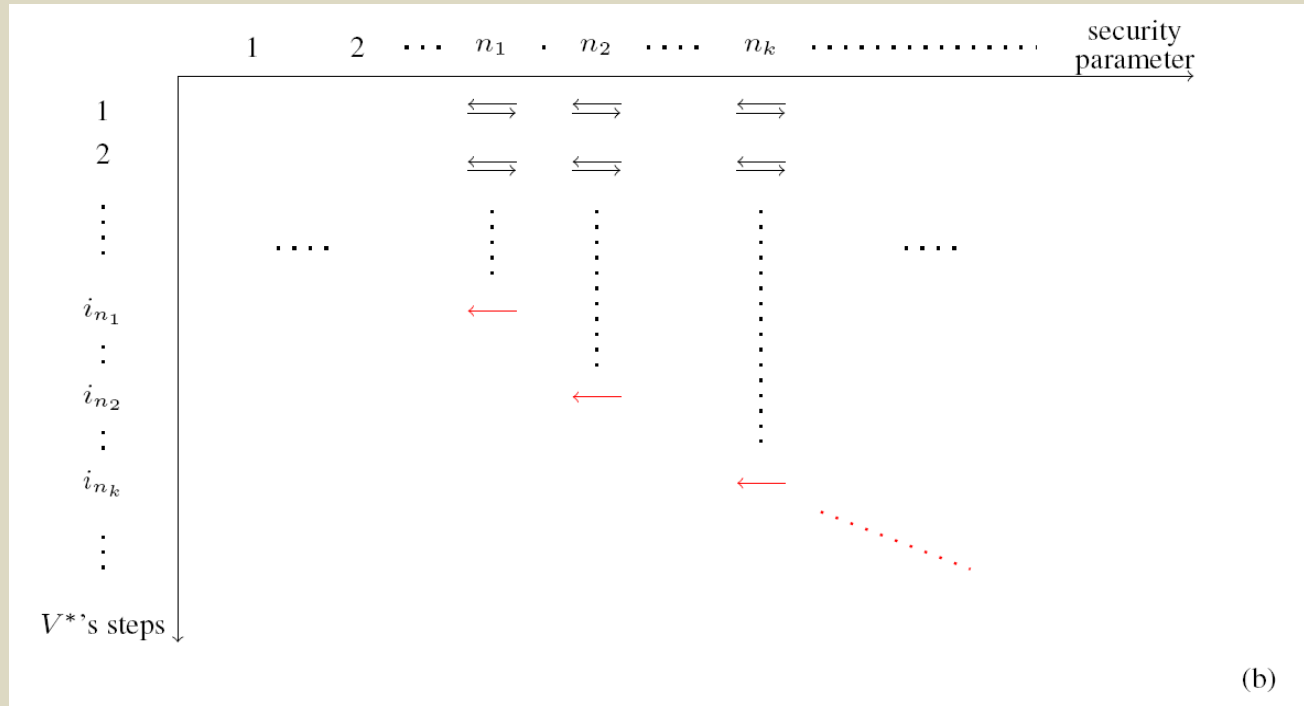 security
1 2 ···· n₁ · n₂ ···· n_k ················ parameter
1
2
⋮
····  ····
i_{n₁}
⋮
i_{n₂}
⋮
i_{n_k}
⋮
V*'s steps
(b)